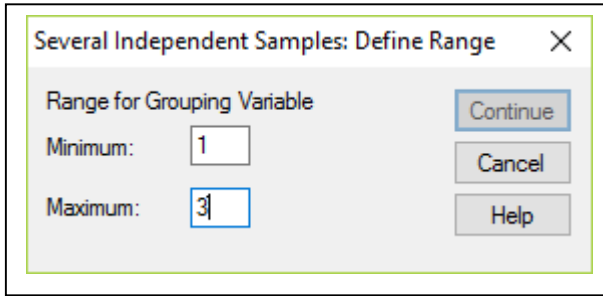 Several Independent Samples: Define Range
Range for Grouping Variable
Minimum: 1
Maximum: 3
Continue
Cancel
Help